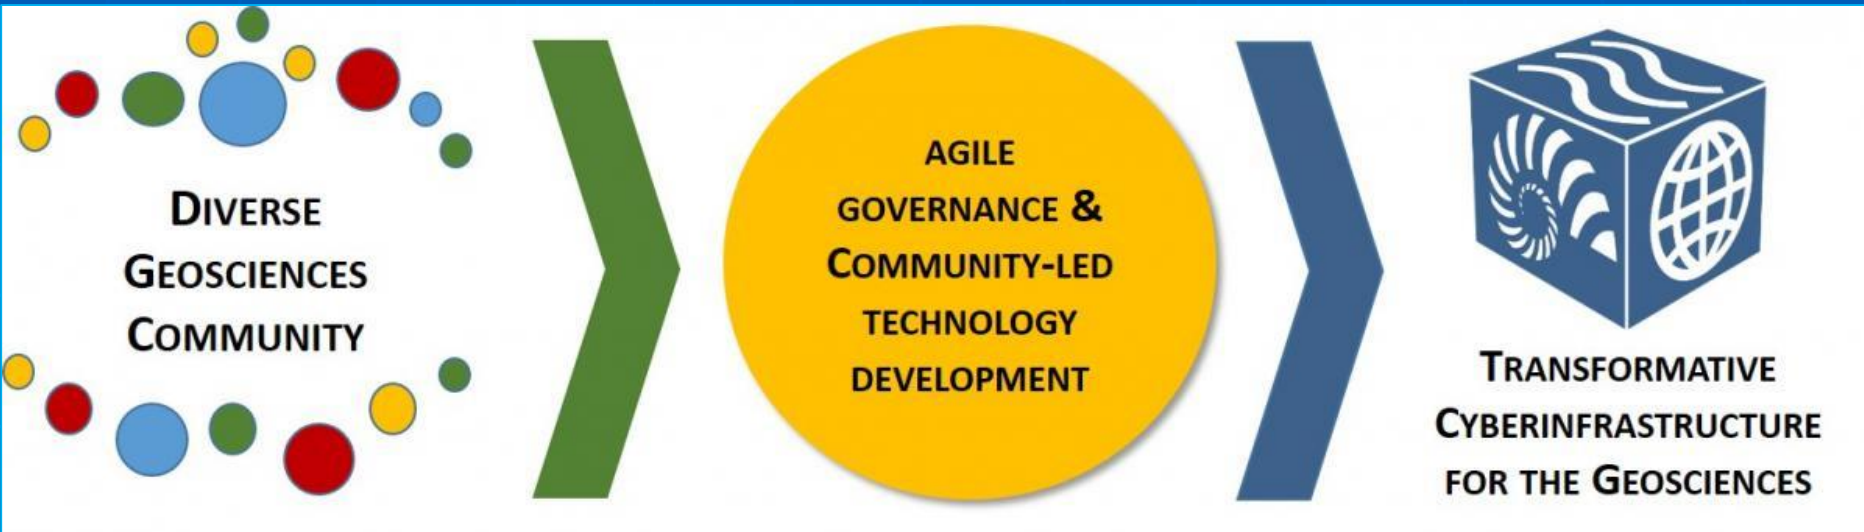 DIVERSE
GEOSCIENCES
COMMUNITY
AGILE
GOVERNANCE &
COMMUNITY-LED
TECHNOLOGY
DEVELOPMENT
TRANSFORMATIVE
CYBERINFRASTRUCTURE
FOR THE GEOSCIENCES